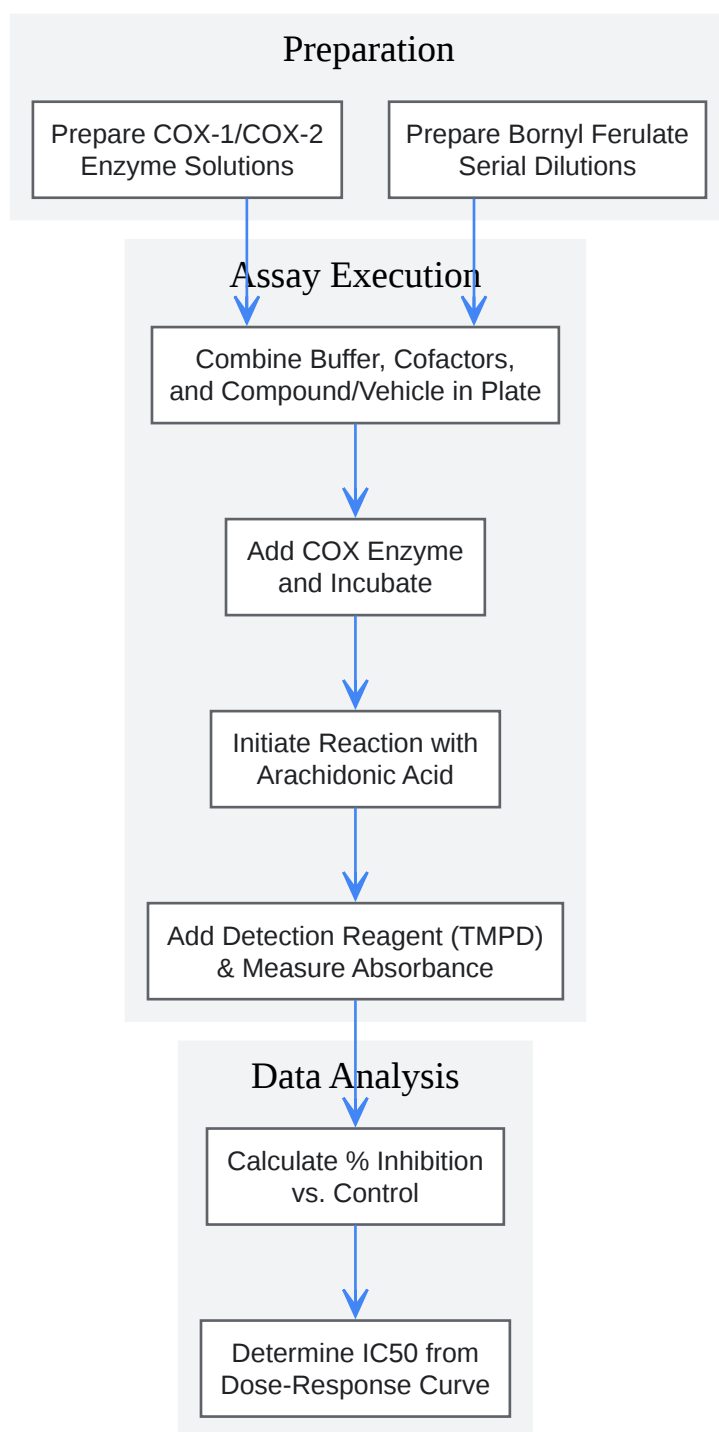 Preparation
Prepare COX-1/COX-2
Enzyme Solutions
Prepare Bornyl Ferulate
Serial Dilutions
Assay Execution
Combine Buffer, Cofactors,
and Compound/Vehicle in Plate
Add COX Enzyme
and Incubate
Initiate Reaction with
Arachidonic Acid
Add Detection Reagent (TMPD)
& Measure Absorbance
Data Analysis
Calculate % Inhibition
vs. Control
Determine IC50 from
Dose-Response Curve